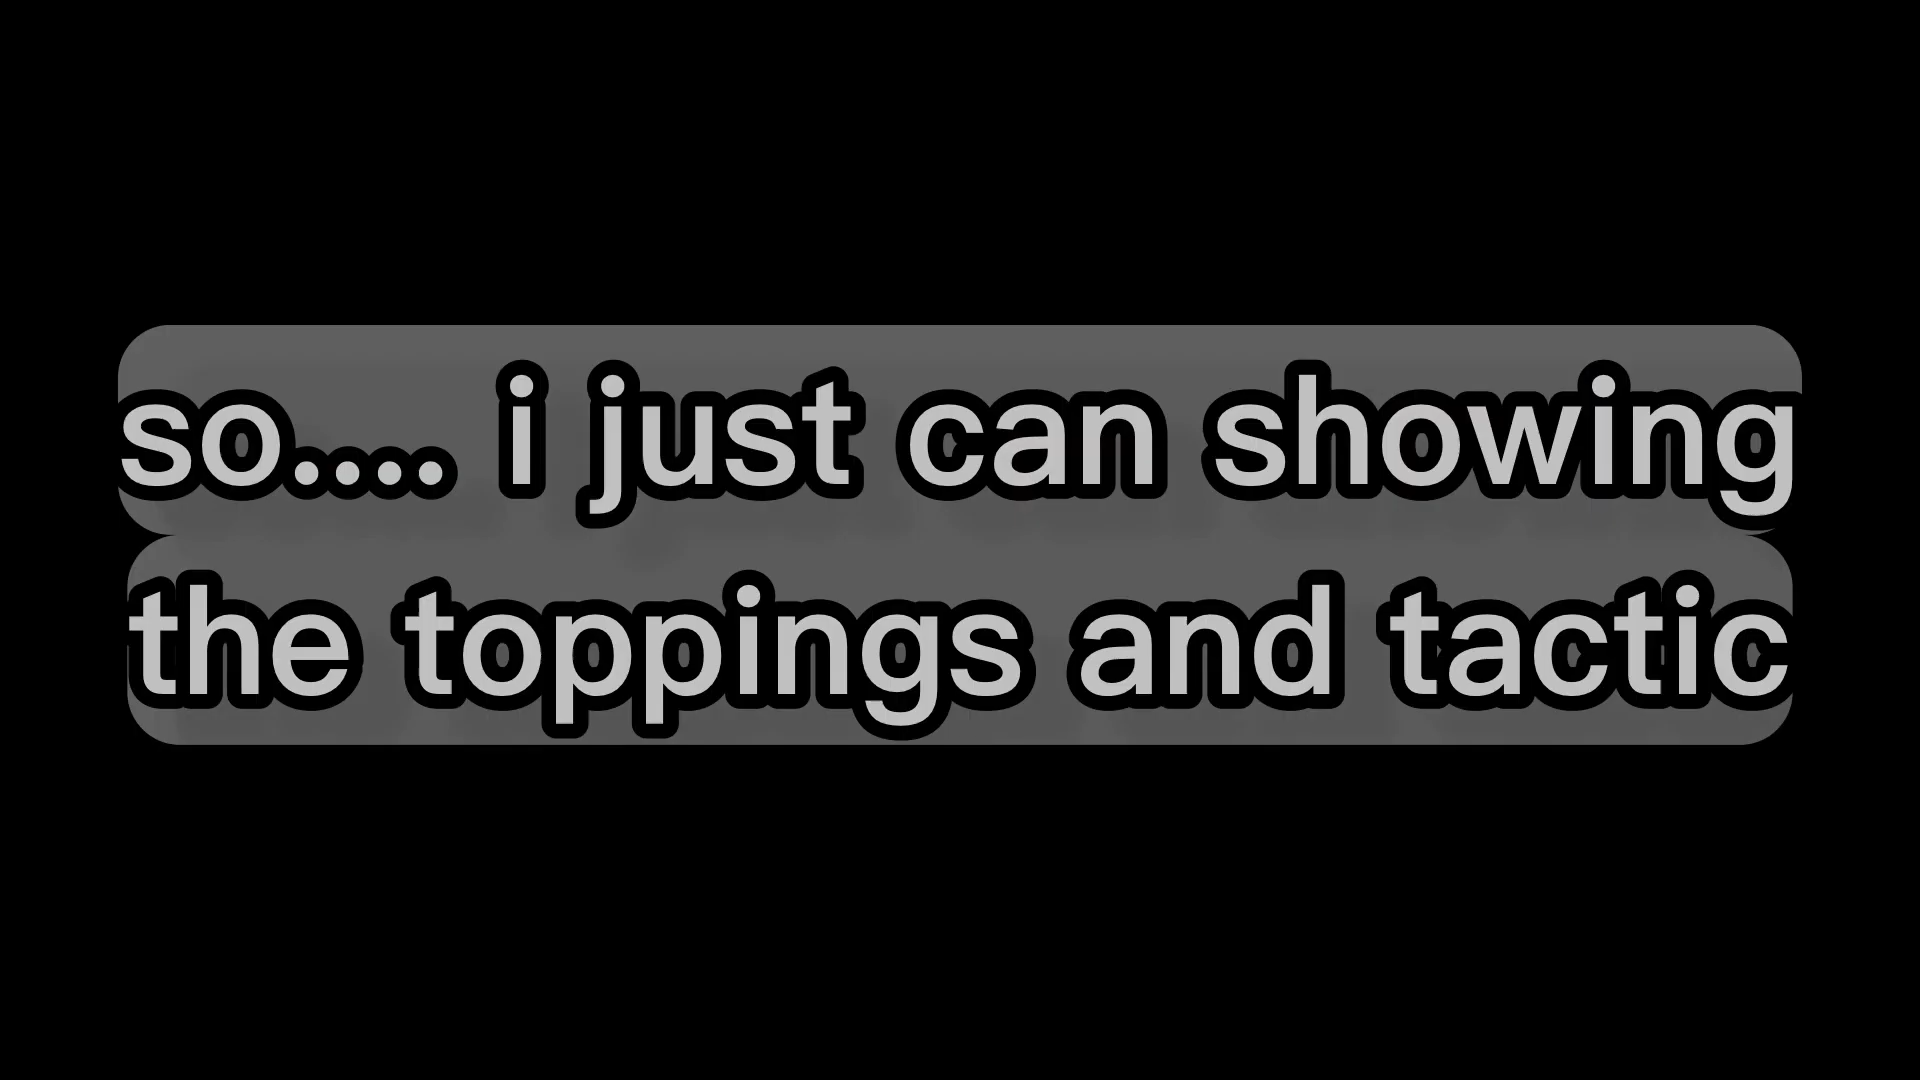 so.... i just can showing
the toppings and tactic